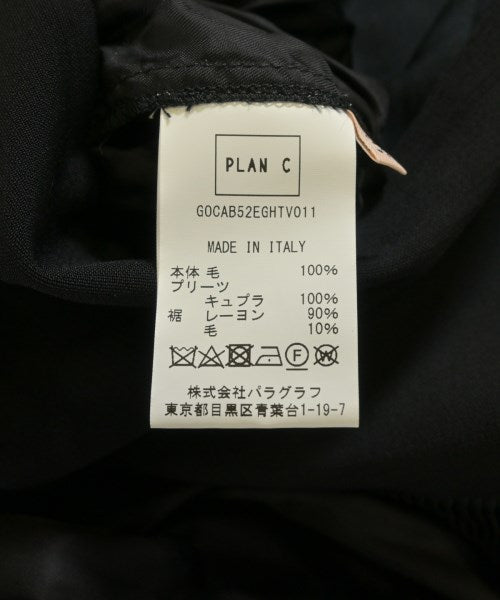 PLAN C
GOCAB52EGHTV011
MADE IN ITALY
本体 毛 100%
プリーツ
キュプラ 100%
裾 レーヨン 90%
毛 10%
株式会社パラグラフ
東京都目黒区青葉台1-19-7